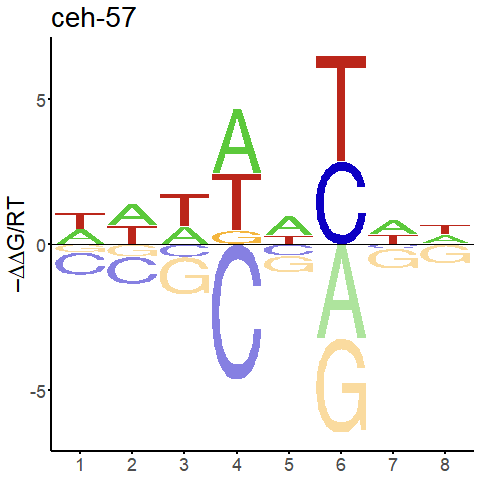 ceh-57
−ΔΔG/RT
5
0
-5
T A T A A T A T
A T A T T C T A
G G C G C A C G
C C G C G G G
1 2 3 4 5 6 7 8